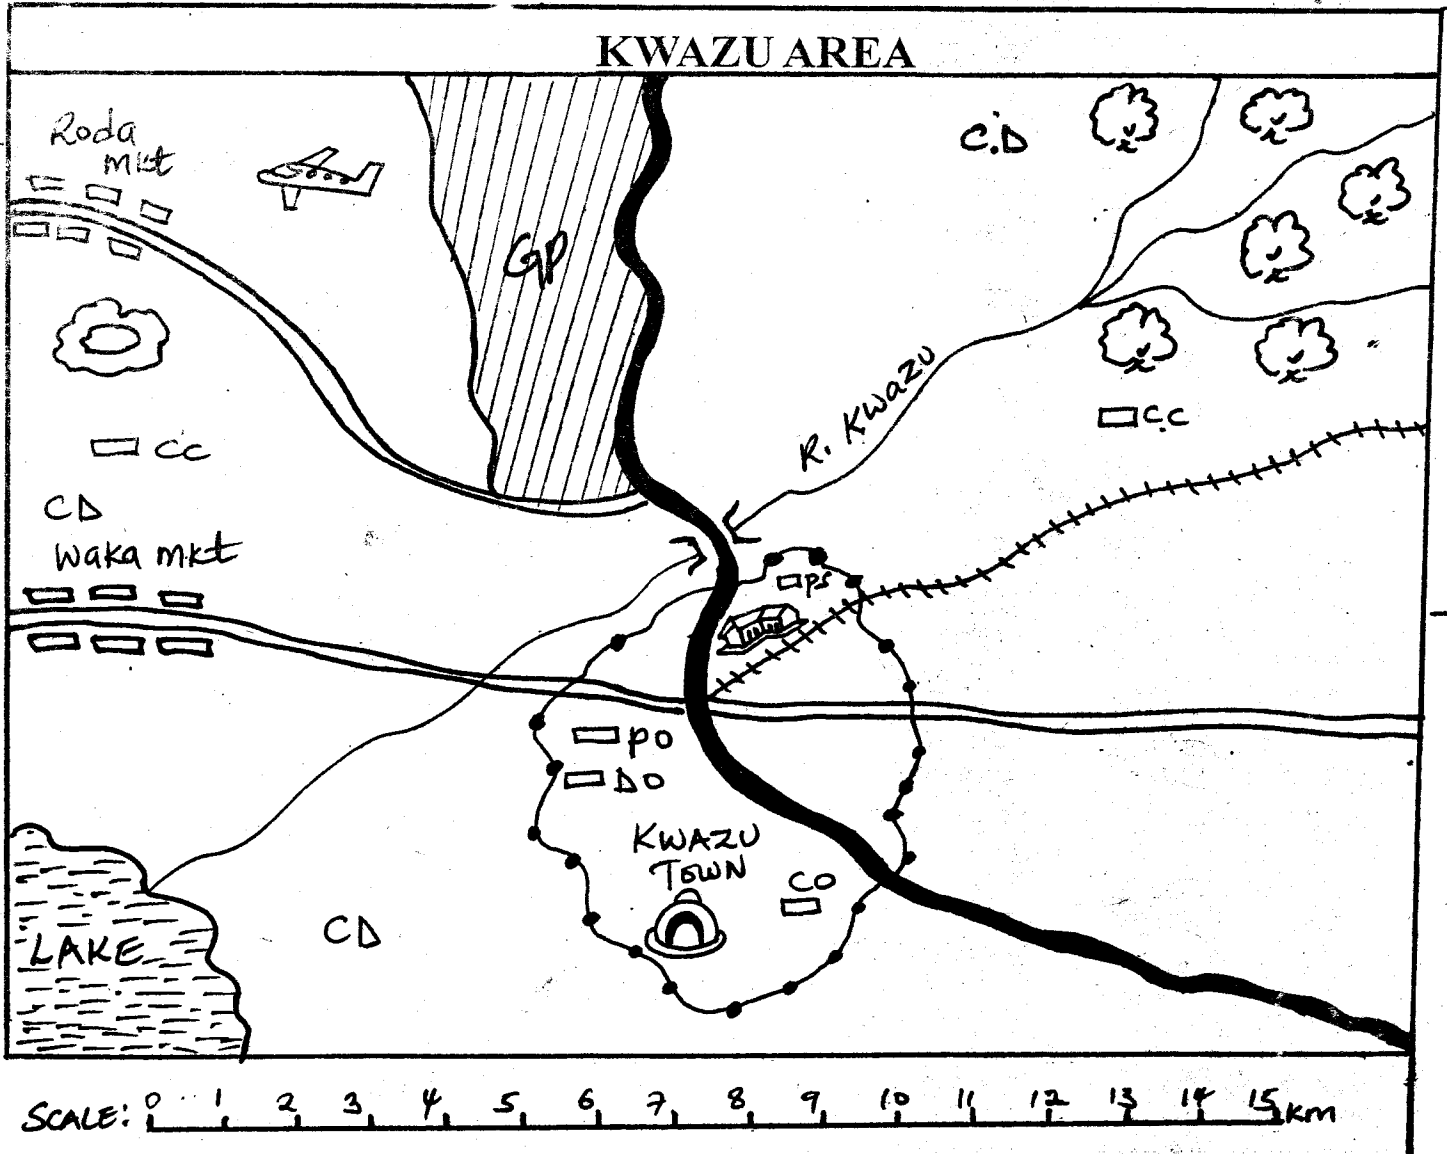 KWAZU AREA
Roda
mkt
C.D
GP
R. Kwazu
C.C
CC
CD
Waka mkt
PS
PO
DO
KWAZU
TOWN
CO
CD
LAKE
SCALE: 0 1 2 3 4 5 6 7 8 9 10 11 12 13 14 15 km